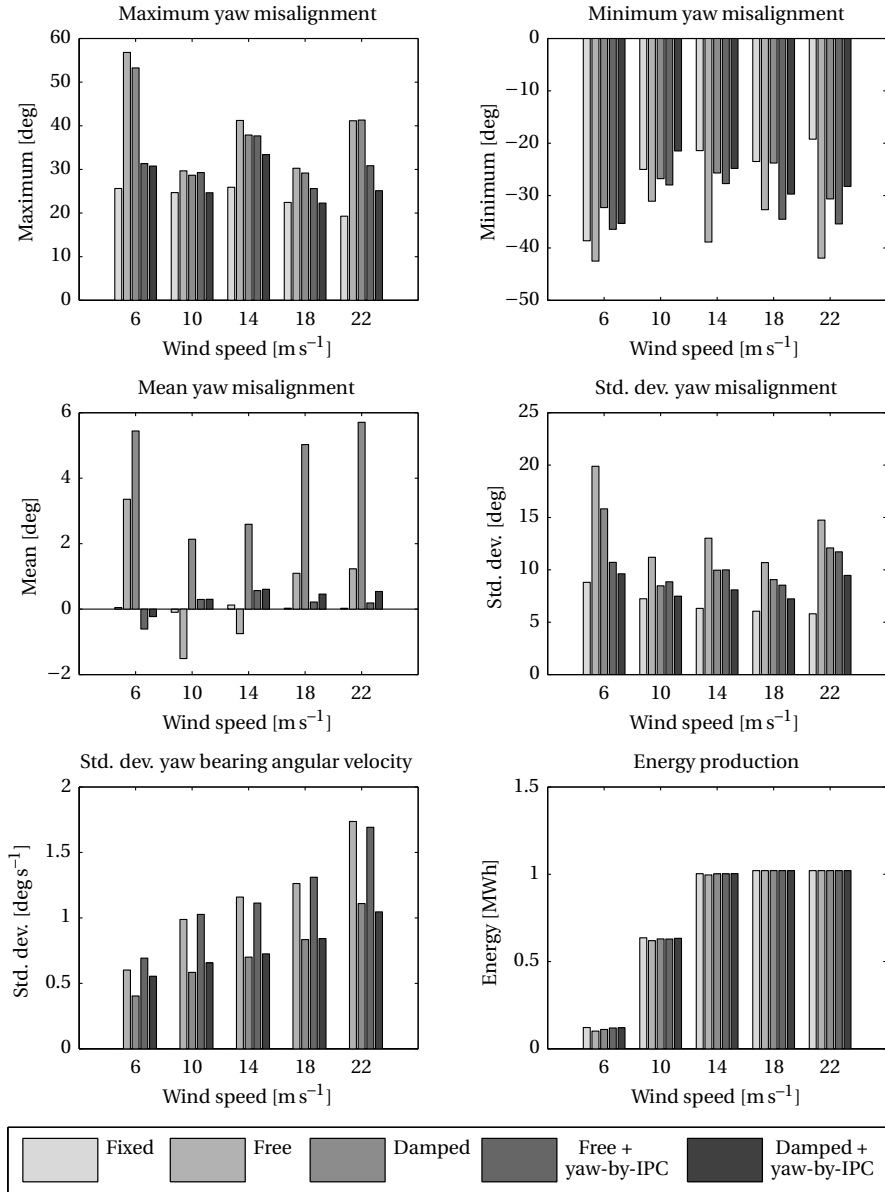 Maximum yaw misalignment
Maximum [deg]
60
50
40
30
20
10
0
6 10 14 18 22
Wind speed [m s⁻¹]
Minimum yaw misalignment
Minimum [deg]
0
−10
−20
−30
−40
−50
6 10 14 18 22
Wind speed [m s⁻¹]
Mean yaw misalignment
Mean [deg]
6
4
2
0
−2
6 10 14 18 22
Wind speed [m s⁻¹]
Std. dev. yaw misalignment
Std. dev. [deg]
25
20
15
10
5
0
6 10 14 18 22
Wind speed [m s⁻¹]
Std. dev. yaw bearing angular velocity
Std. dev. [deg s⁻¹]
2
1.5
1
0.5
0
6 10 14 18 22
Wind speed [m s⁻¹]
Energy production
Energy [MWh]
1.5
1
0.5
0
6 10 14 18 22
Wind speed [m s⁻¹]
Fixed
Free
Damped
Free +
yaw-by-IPC
Damped +
yaw-by-IPC